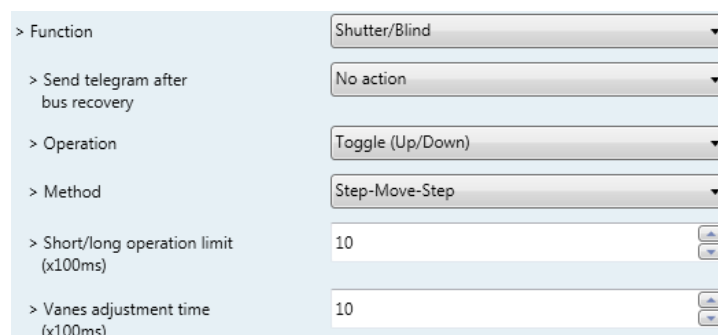 > Function Shutter/Blind
> Send telegram after No action
bus recovery
> Operation Toggle (Up/Down)
> Method Step-Move-Step
> Short/long operation limit 10
(x100ms)
> Vanes adjustment time 10
(x100ms)